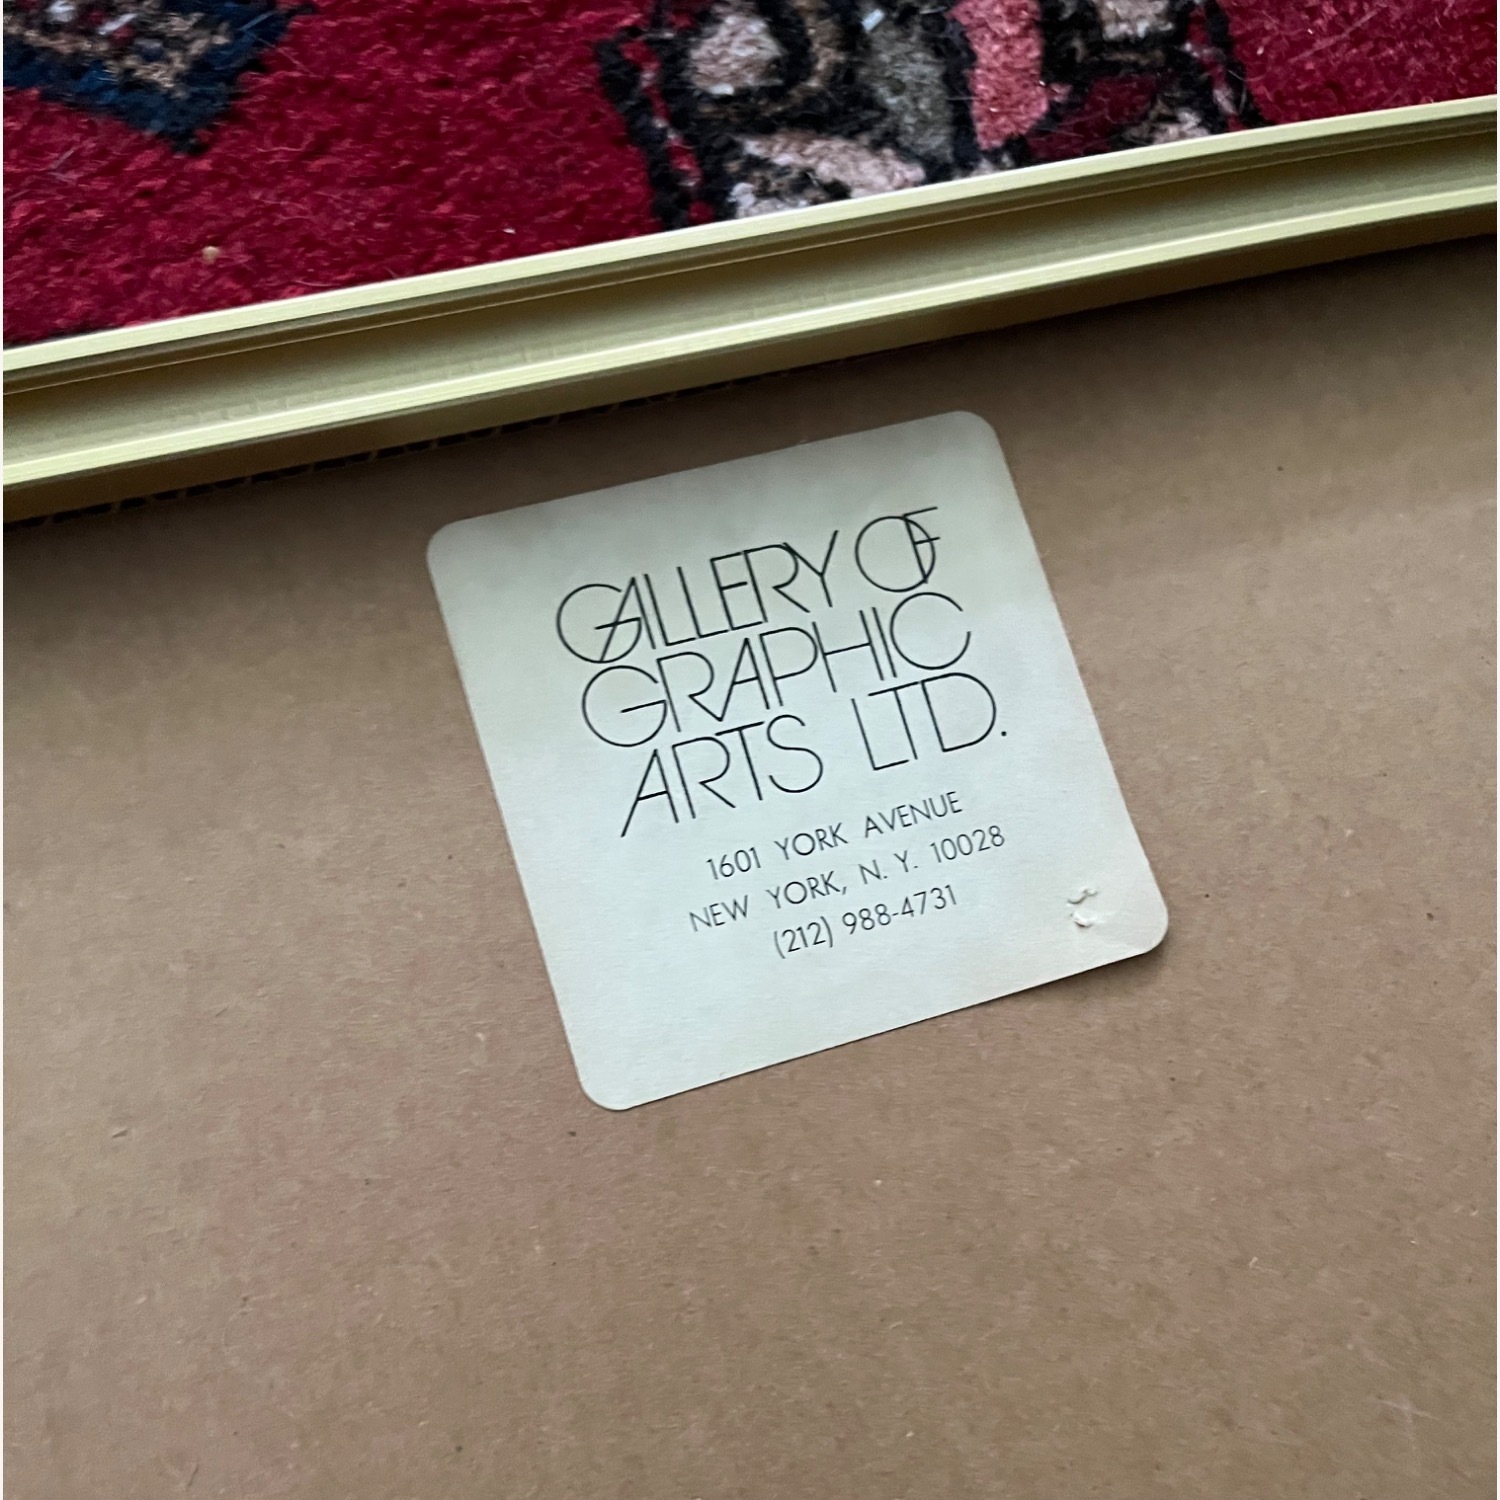 GALLERY OF
GRAPHIC
ARTS LTD.
1601 YORK AVENUE
NEW YORK, N. Y. 10028
(212) 988-4731